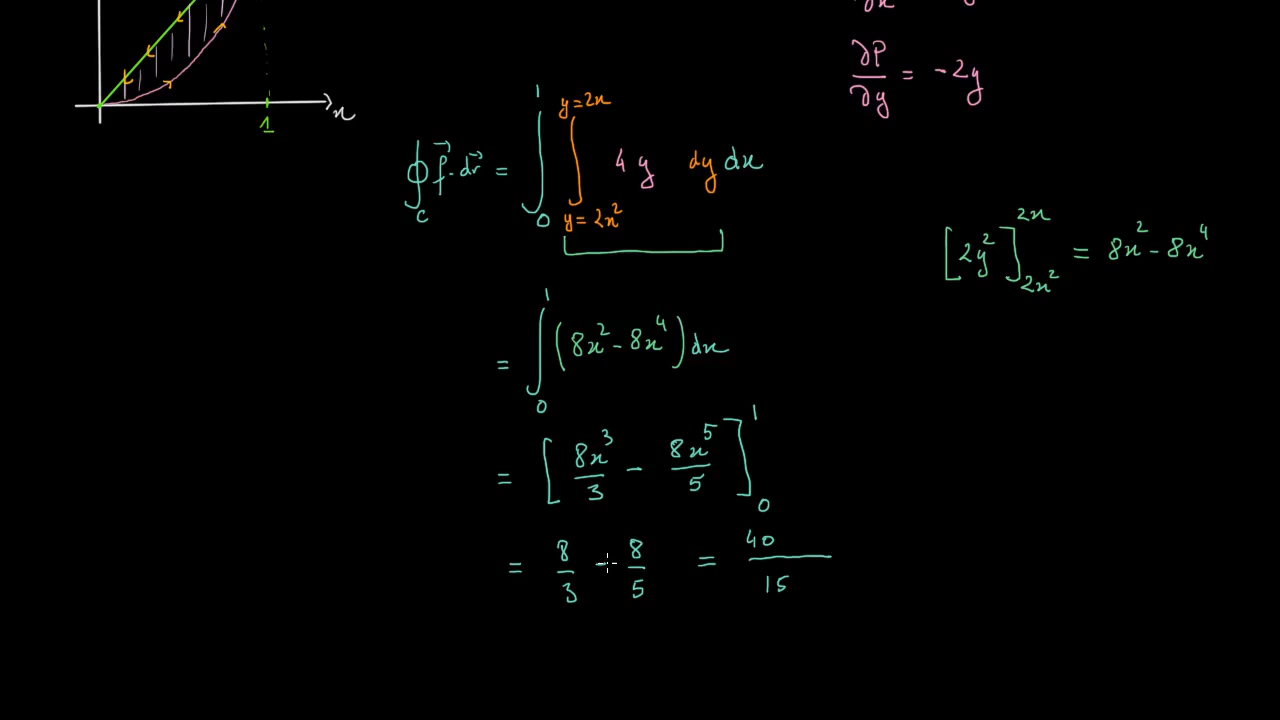 ∂P/∂y = -2y
x
1
∮_C f⃗·dr⃗ = ∫_0^1 ∫_{y=2x²}^{y=2x} 4y dy dx
[2y²]_{2x²}^{2x} = 8x² - 8x⁴
= ∫_0^1 (8x² - 8x⁴) dx
= [8x³/3 - 8x⁵/5]_0^1
= 8/3 - 8/5 = 40/15